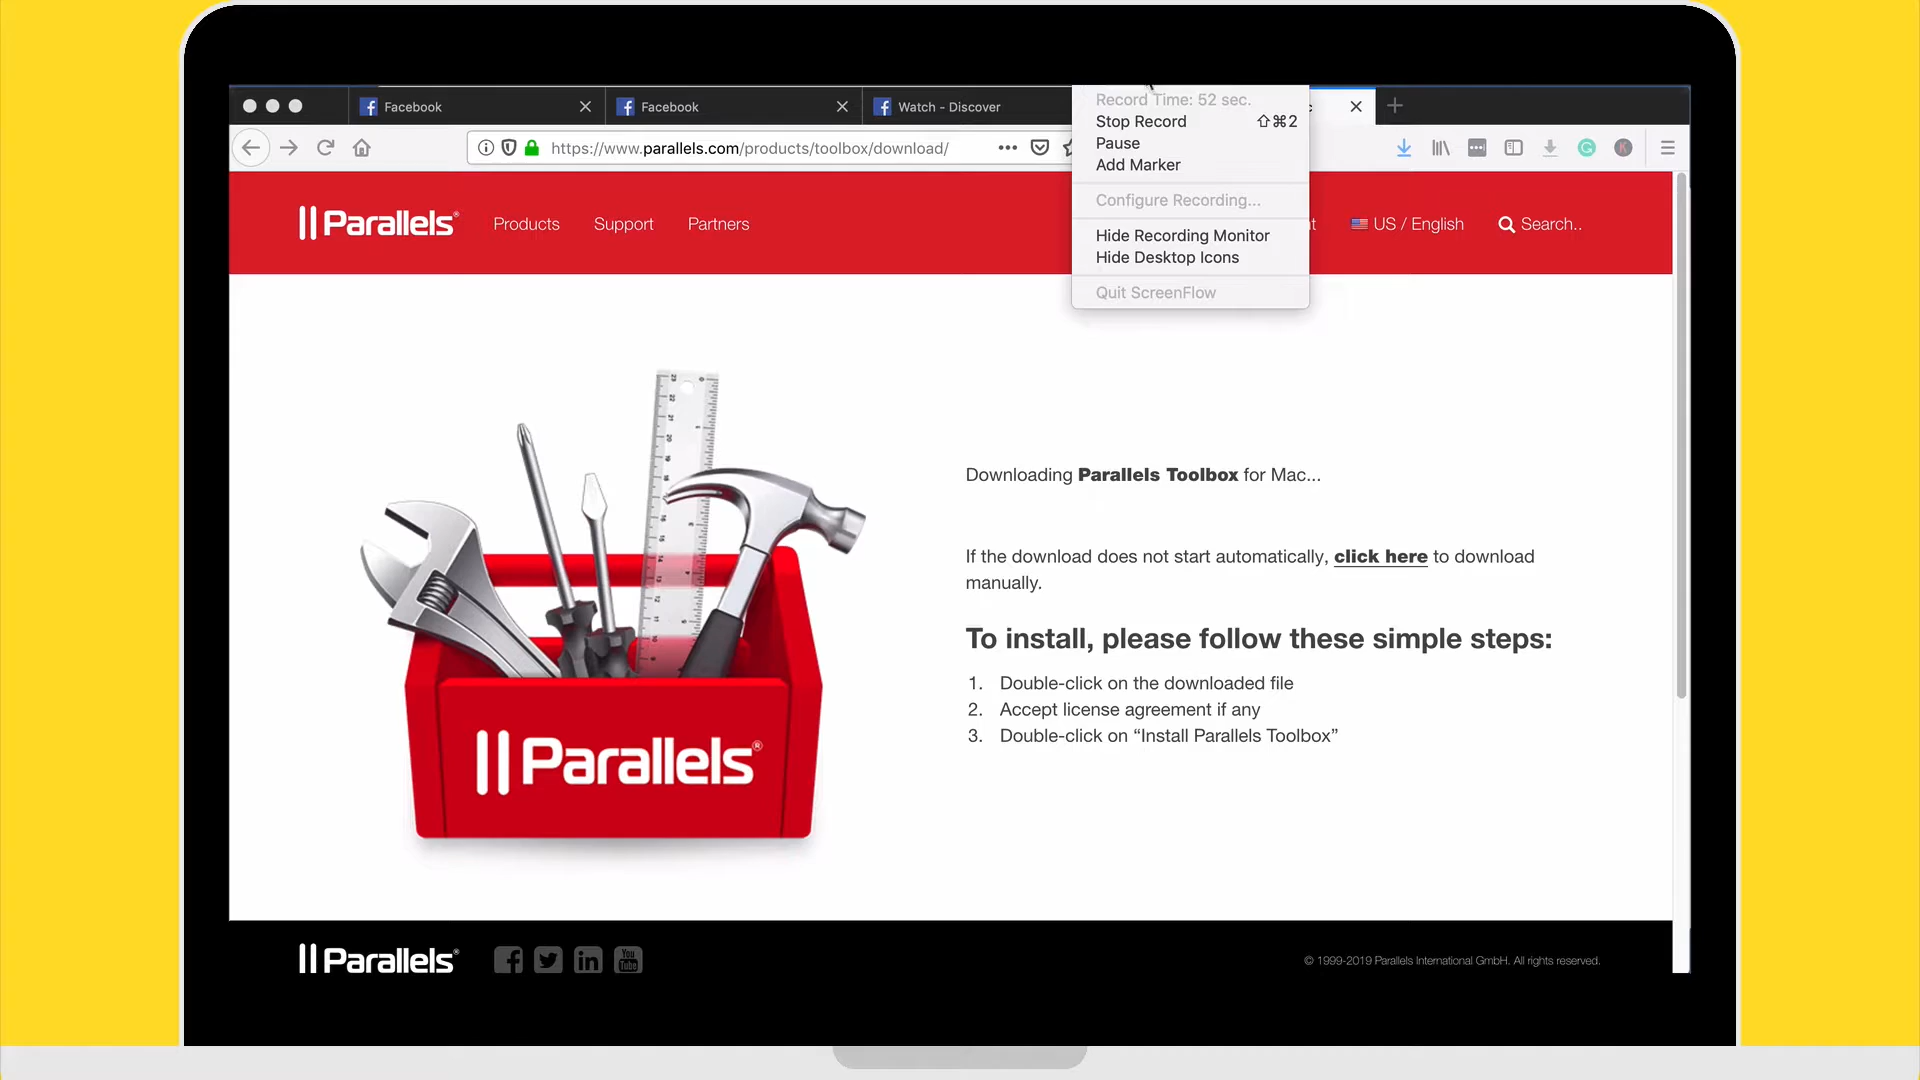 Facebook
Facebook
Watch - Discover
https://www.parallels.com/products/toolbox/download/
Record Time: 52 sec.
Stop Record ⇧⌘2
Pause
Add Marker
Configure Recording...
Hide Recording Monitor
Hide Desktop Icons
Quit ScreenFlow
Parallels®
Products
Support
Partners
US / English
Search..
Downloading Parallels Toolbox for Mac...
If the download does not start automatically, click here to download
manually.
To install, please follow these simple steps:
1. Double-click on the downloaded file
2. Accept license agreement if any
3. Double-click on “Install Parallels Toolbox”
Parallels®
Parallels®
You
Tube
© 1999-2019 Parallels International GmbH. All rights reserved.